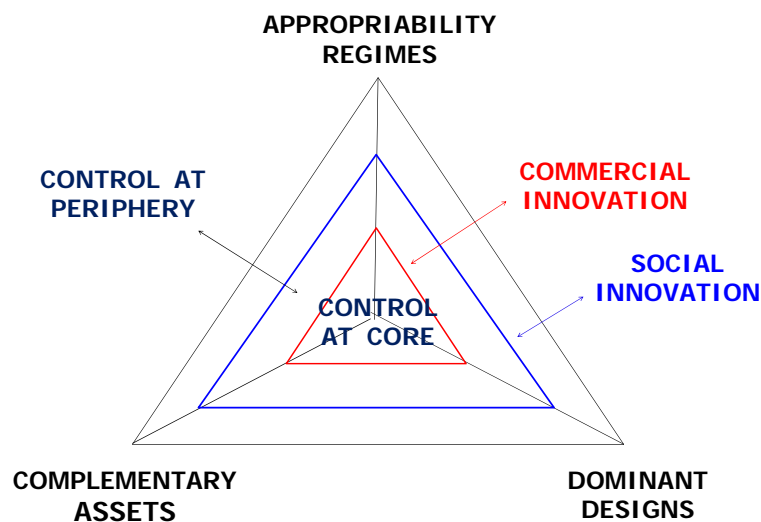 APPROPRIABILITY
REGIMES
CONTROL AT
PERIPHERY
COMMERCIAL
INNOVATION
SOCIAL
INNOVATION
CONTROL
AT CORE
COMPLEMENTARY
ASSETS
DOMINANT
DESIGNS